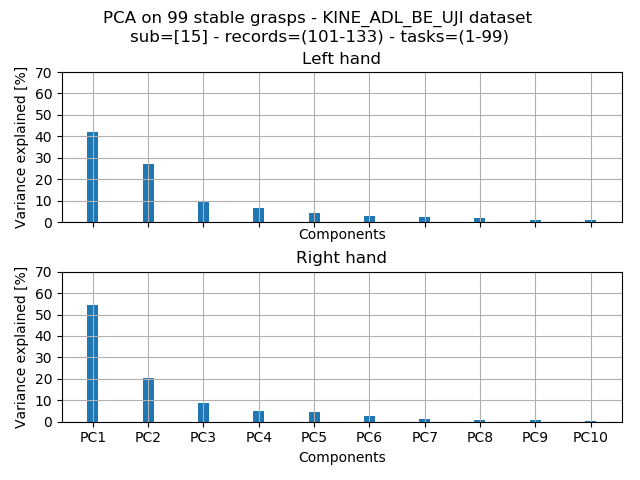 PCA on 99 stable grasps - KINE_ADL_BE_UJI dataset
sub=[15] - records=(101-133) - tasks=(1-99)
Left hand
Variance explained [%]
70
60
50
40
30
20
10
0
Components
Right hand
Variance explained [%]
70
60
50
40
30
20
10
0
PC1 PC2 PC3 PC4 PC5 PC6 PC7 PC8 PC9 PC10
Components